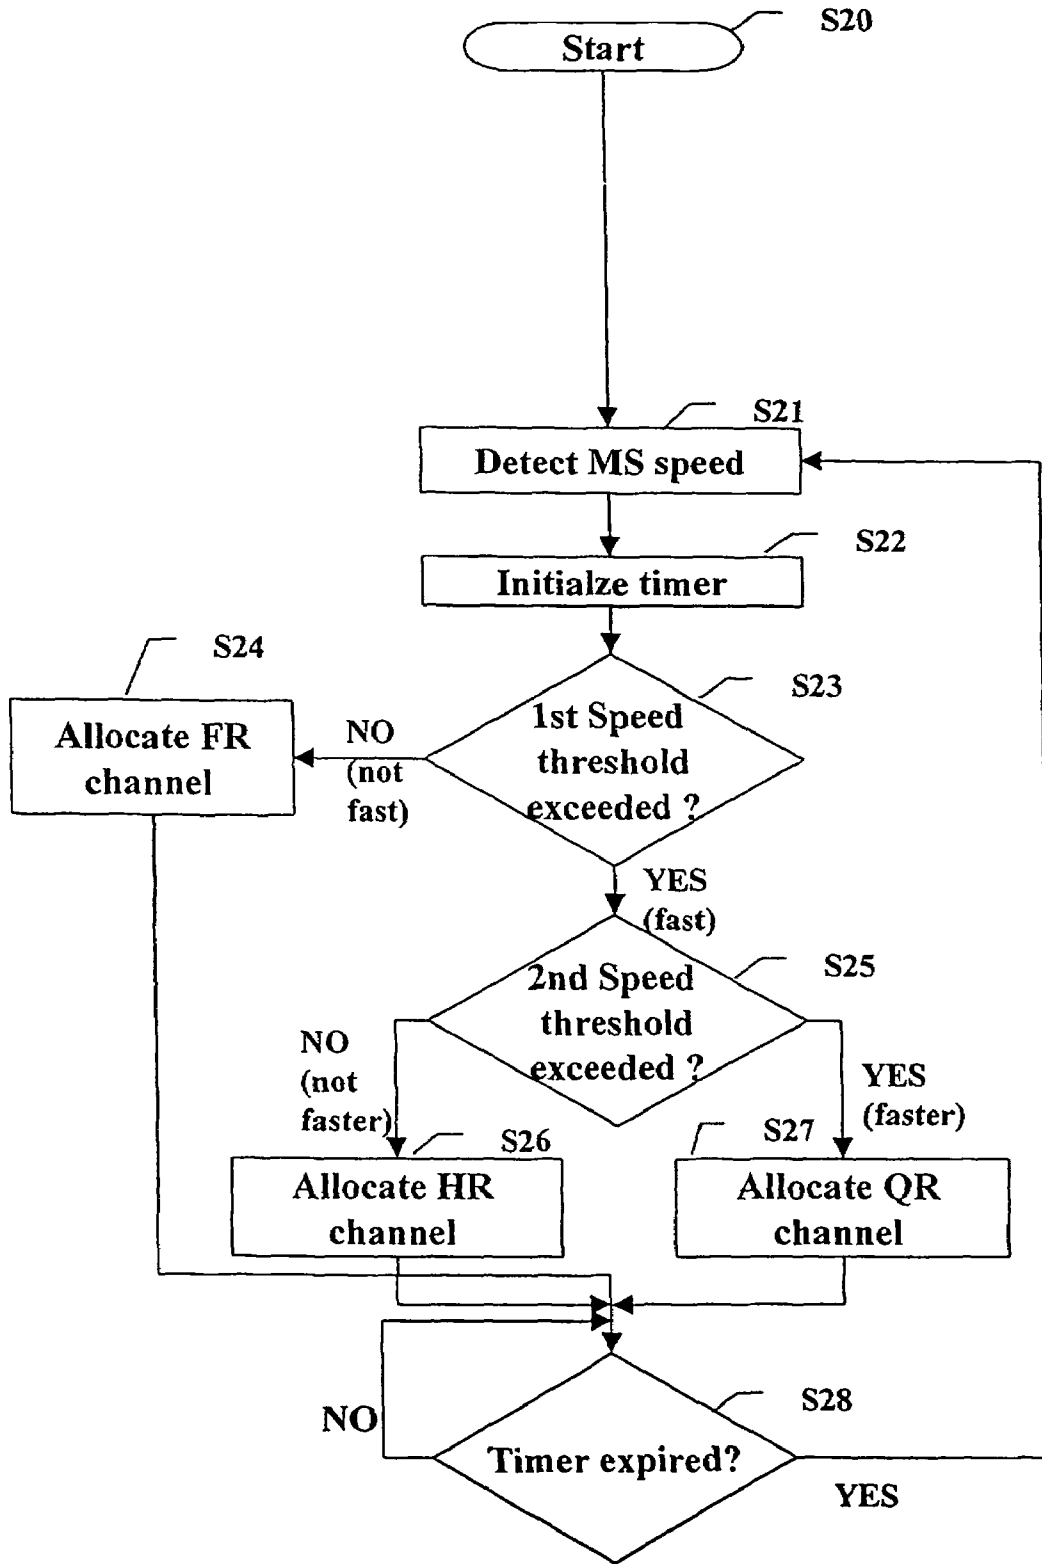 S20
Start
S21
Detect MS speed
S22
Initialze timer
S24
Allocate FR
channel
NO
(not
fast)
S23
1st Speed
threshold
exceeded ?
YES
(fast)
S25
2nd Speed
threshold
exceeded ?
NO
(not
faster)
YES
(faster)
S26
Allocate HR
channel
S27
Allocate QR
channel
S28
NO
Timer expired?
YES